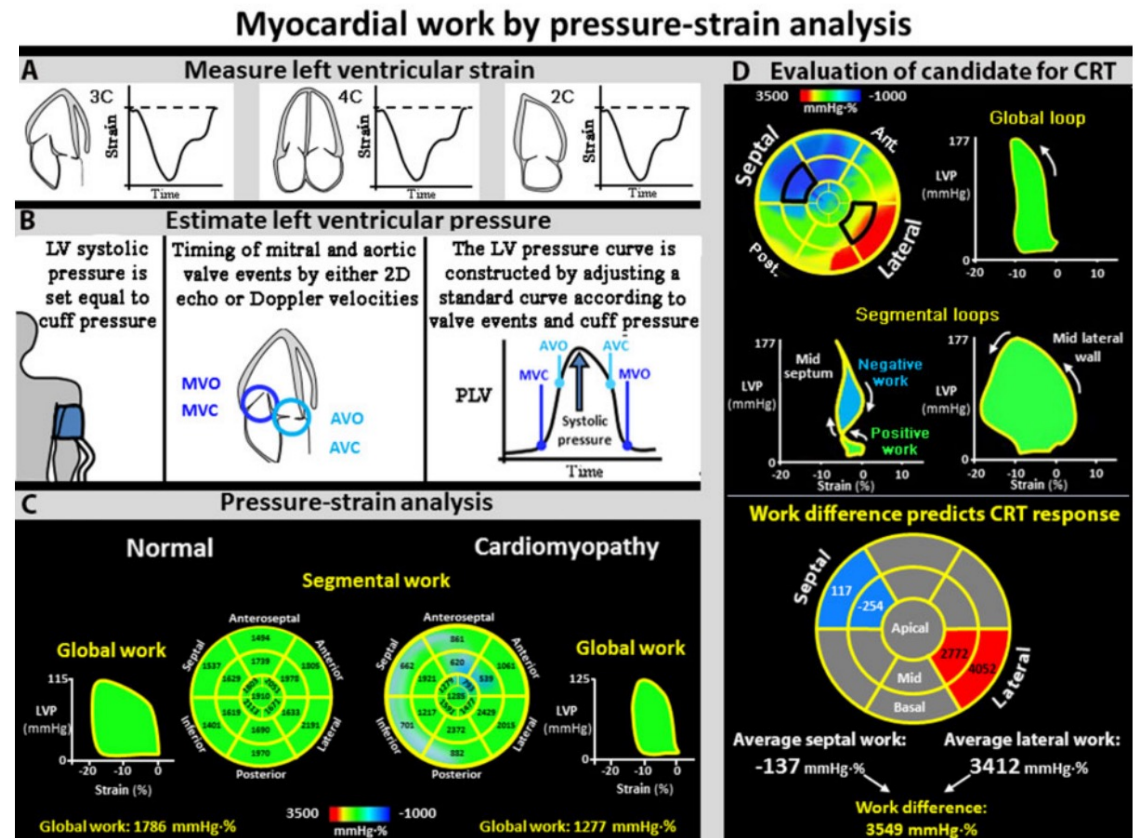 Myocardial work by pressure-strain analysis
A
Measure left ventricular strain
3C
Strain
Time
4C
Strain
Time
2C
Strain
Time
B
Estimate left ventricular pressure
LV systolic
pressure is
set equal to
cuff pressure
Timing of mitral and aortic
valve events by either 2D
echo or Doppler velocities
MVO
MVC
AVO
AVC
The LV pressure curve is
constructed by adjusting a
standard curve according to
valve events and cuff pressure
AVO
AVC
MVC
MVO
PLV
Systolic
pressure
Time
C
Pressure-strain analysis
Normal
Cardiomyopathy
Segmental work
Global work
115
LVP
(mmHg)
0
-20 -10 0
Strain (%)
Anteroseptal
Septal
Anterior
Inferior
Lateral
Posterior
1494
1537
1739
1805
1629
1978
1910
1401
1619
1633
2191
1690
1970
Anteroseptal
Septal
Anterior
Inferior
Lateral
Posterior
861
662
620
1061
1921
539
1285
701
1217
2429
2015
2372
882
Global work
115
LVP
(mmHg)
0
-20 -10 0
Strain (%)
Global work: 1786 mmHg·%
3500 -1000
mmHg·%
Global work: 1277 mmHg·%
D
Evaluation of candidate for CRT
3500 -1000
mmHg·%
Septal
Ant.
Post.
Lateral
Global loop
177
LVP
(mmHg)
0
-20 -10 0 10
Segmental loops
177
LVP
(mmHg)
0
Mid
septum
Negative
work
Positive
work
-20 -10 0 10
Strain (%)
177
LVP
(mmHg)
0
Mid lateral
wall
-20 -10 0 10
Strain (%)
Work difference predicts CRT response
Septal
117
-254
Apical
2772
4052
Mid
Basal
Lateral
Average septal work:
-137 mmHg·%
Average lateral work:
3412 mmHg·%
Work difference:
3549 mmHg·%